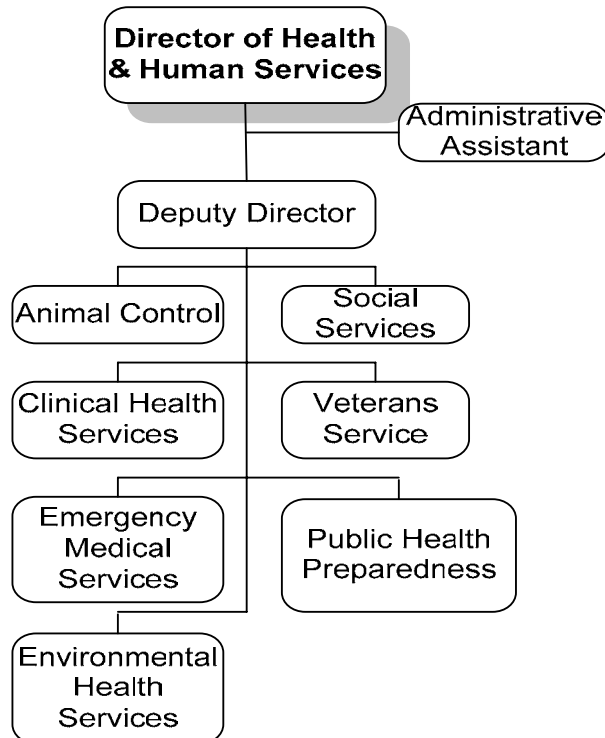 Director of Health
& Human Services
Administrative
Assistant
Deputy Director
Animal Control
Social
Services
Clinical Health
Services
Veterans
Service
Emergency
Medical
Services
Public Health
Preparedness
Environmental
Health
Services